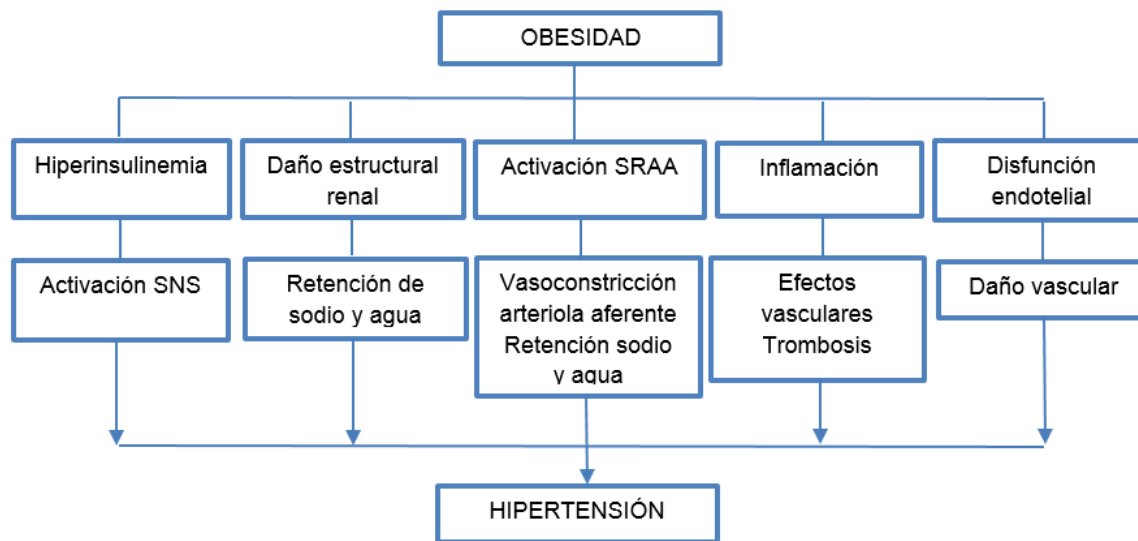 OBESIDAD
Hiperinsulinemia
Daño estructural
renal
Activación SRAA
Inflamación
Disfunción
endotelial
Activación SNS
Retención de
sodio y agua
Vasoconstricción
arteriola aferente
Retención sodio
y agua
Efectos
vasculares
Trombosis
Daño vascular
HIPERTENSIÓN